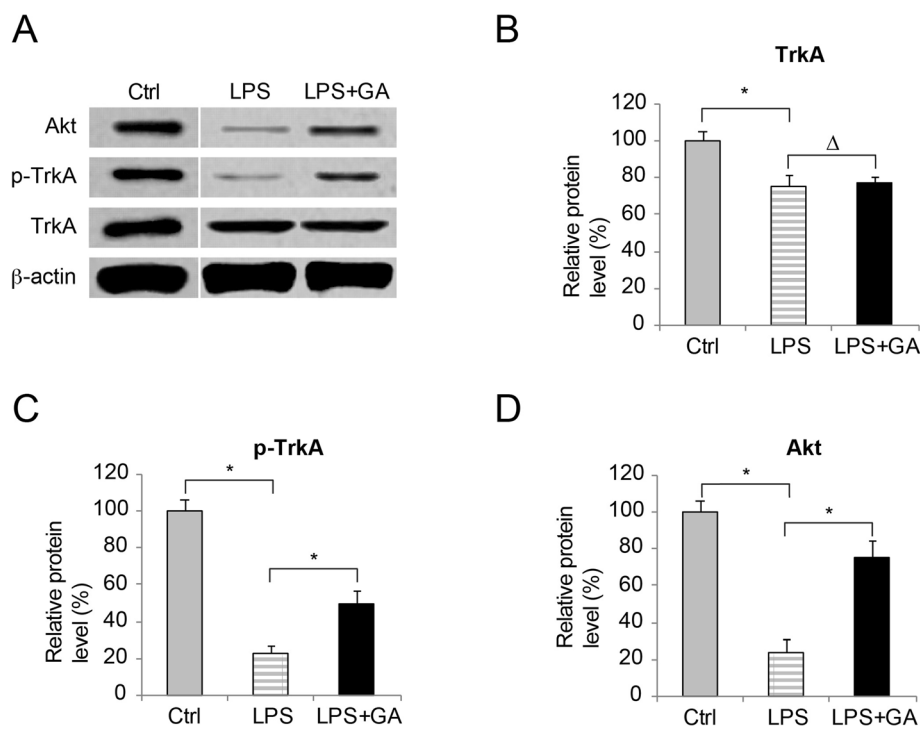 A
Ctrl LPS LPS+GA
Akt
p-TrkA
TrkA
β-actin
B
TrkA
Relative protein
level (%)
120
100
80
60
40
20
0
*
Δ
Ctrl LPS LPS+GA
C
p-TrkA
Relative protein
level (%)
120
100
80
60
40
20
0
*
*
Ctrl LPS LPS+GA
D
Akt
Relative protein
level (%)
120
100
80
60
40
20
0
*
*
Ctrl LPS LPS+GA